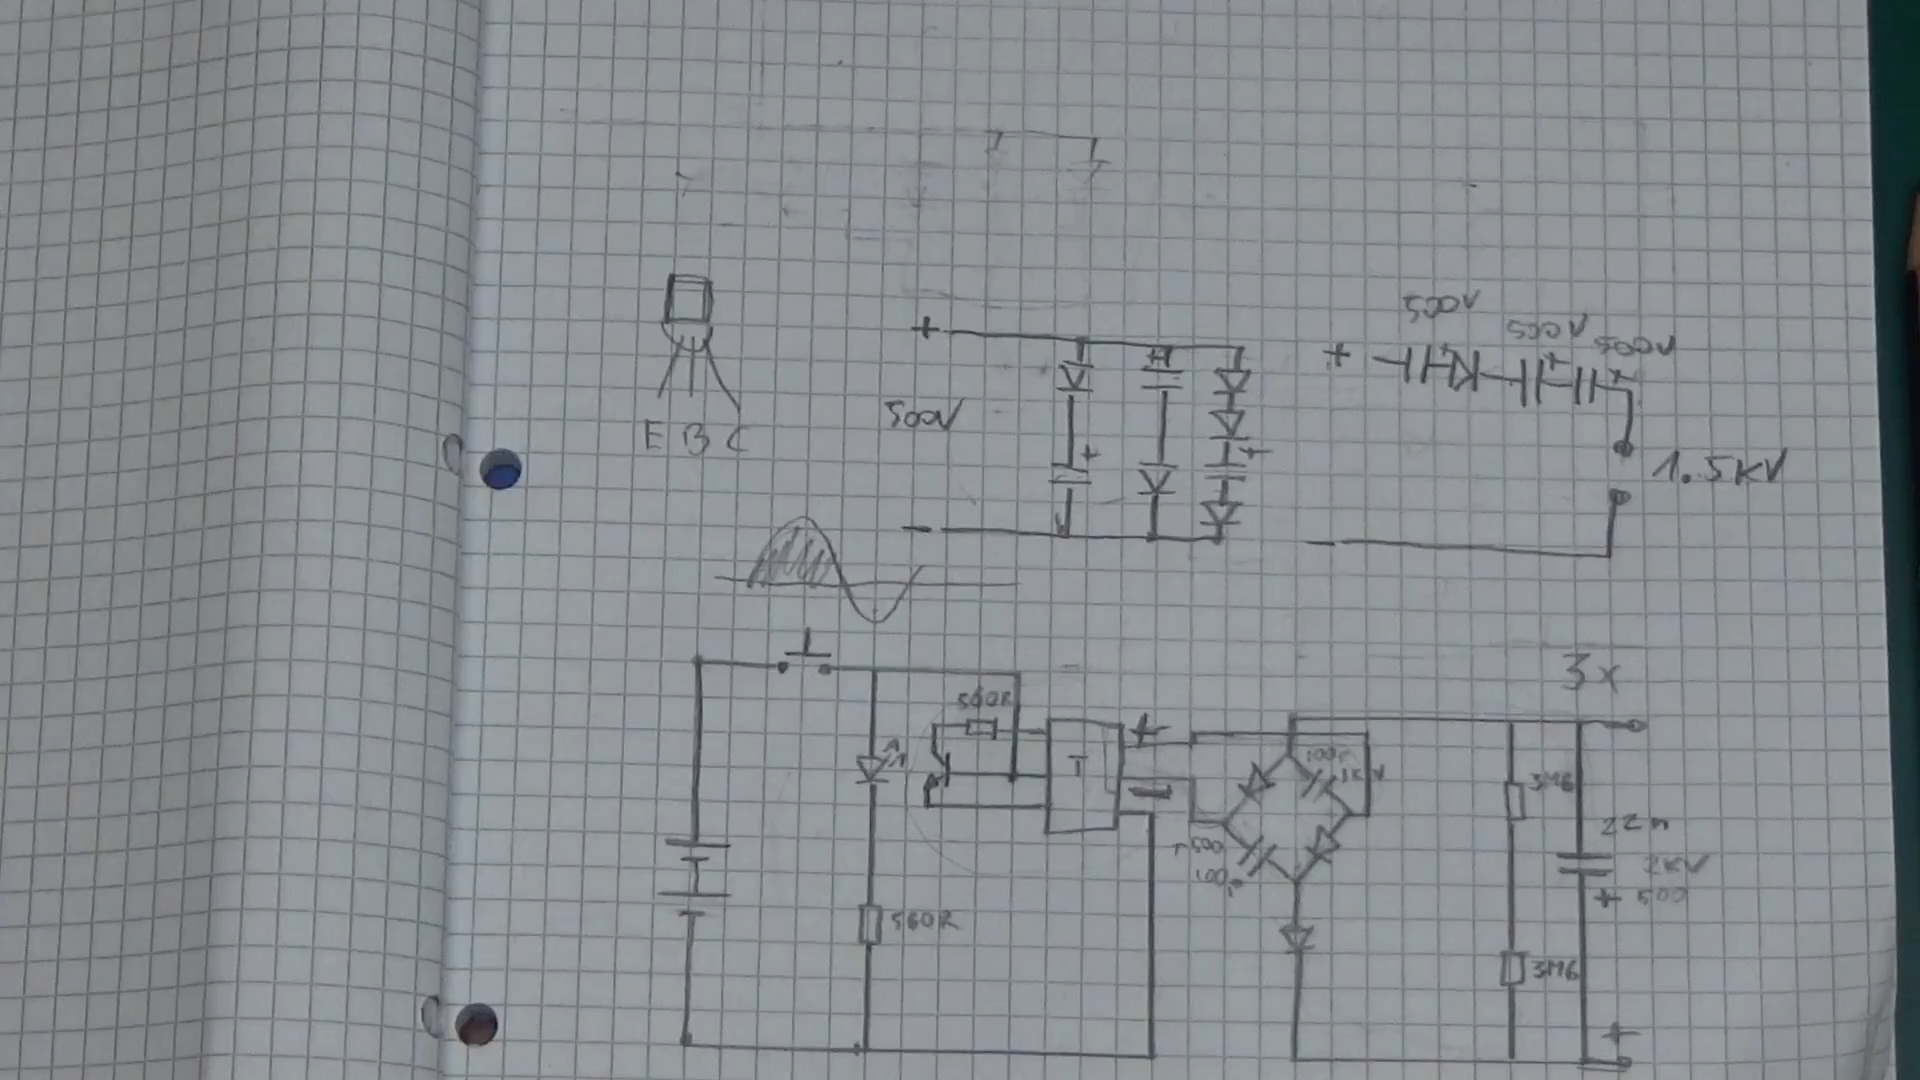 500V
500V
500V
+
+
500V
+
+
+
+
E B C
+
1.5KV
-
-
3x
560R
+
T
100n
1KV
3M6
22n
500
2KV
100n
+ 500
560R
3M6
+